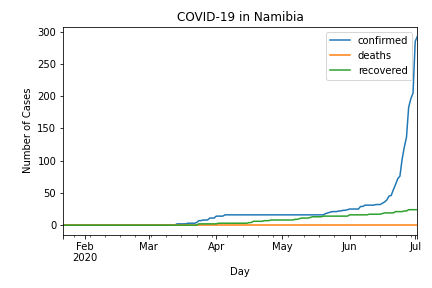 COVID-19 in Namibia
confirmed
deaths
recovered
Number of Cases
300
250
200
150
100
50
0
Feb
2020
Mar
Apr
May
Jun
Jul
Day